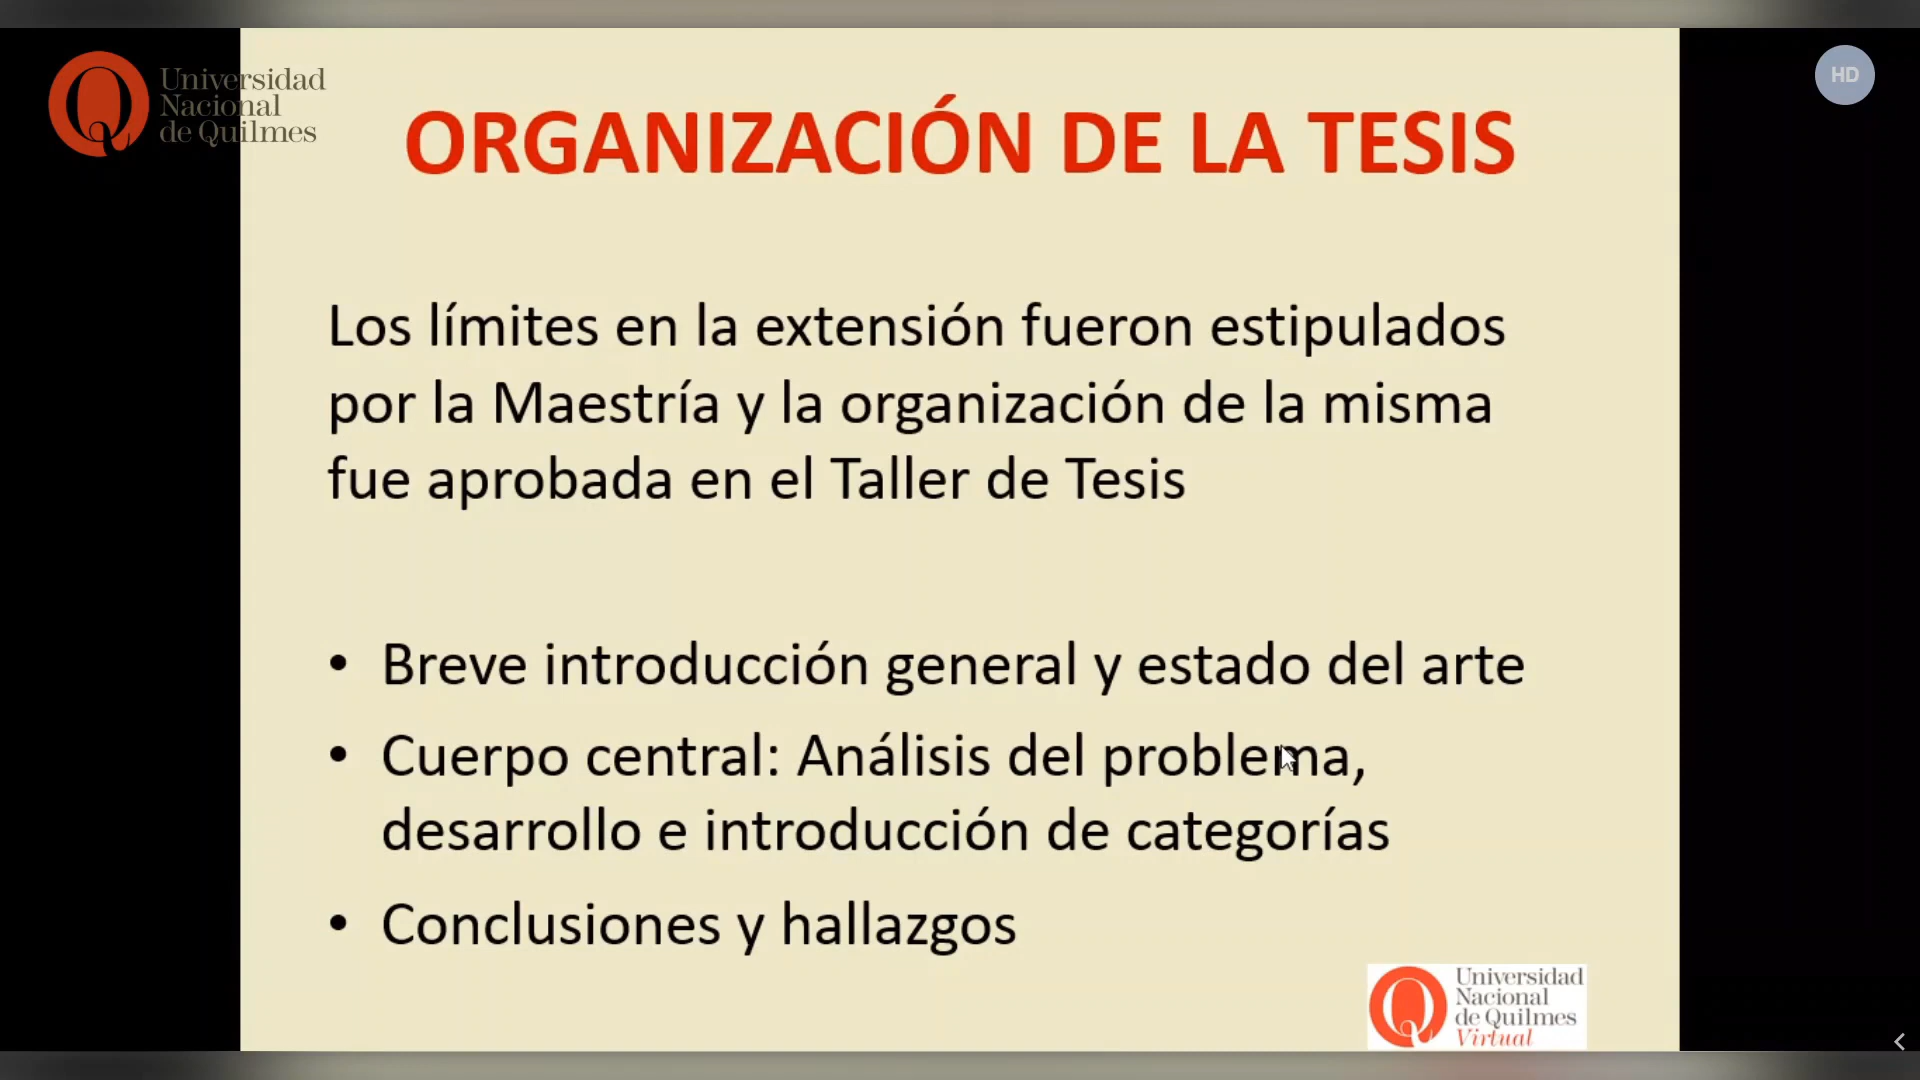 Universidad
Nacional
de Quilmes
HD
ORGANIZACIÓN DE LA TESIS
Los límites en la extensión fueron estipulados
por la Maestría y la organización de la misma
fue aprobada en el Taller de Tesis
• Breve introducción general y estado del arte
• Cuerpo central: Análisis del problema,
desarrollo e introducción de categorías
• Conclusiones y hallazgos
Universidad
Nacional
de Quilmes
Virtual